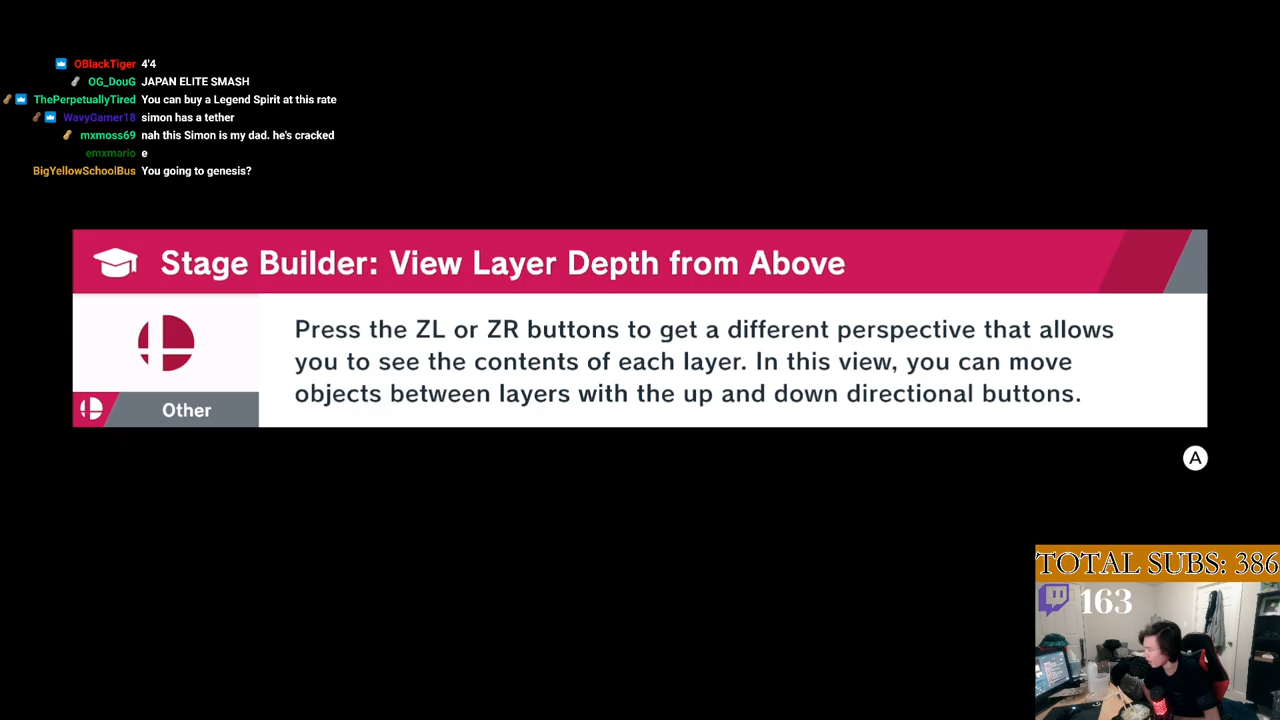 OBlackTiger 4'4
OG_DouG JAPAN ELITE SMASH
ThePerpetuallyTired You can buy a Legend Spirit at this rate
WavyGamer18 simon has a tether
mxmoss69 nah this Simon is my dad. he's cracked
emxmario e
BigYellowSchoolBus You going to genesis?
Stage Builder: View Layer Depth from Above
Press the ZL or ZR buttons to get a different perspective that allows
you to see the contents of each layer. In this view, you can move
objects between layers with the up and down directional buttons.
Other
A
TOTAL SUBS: 386
163